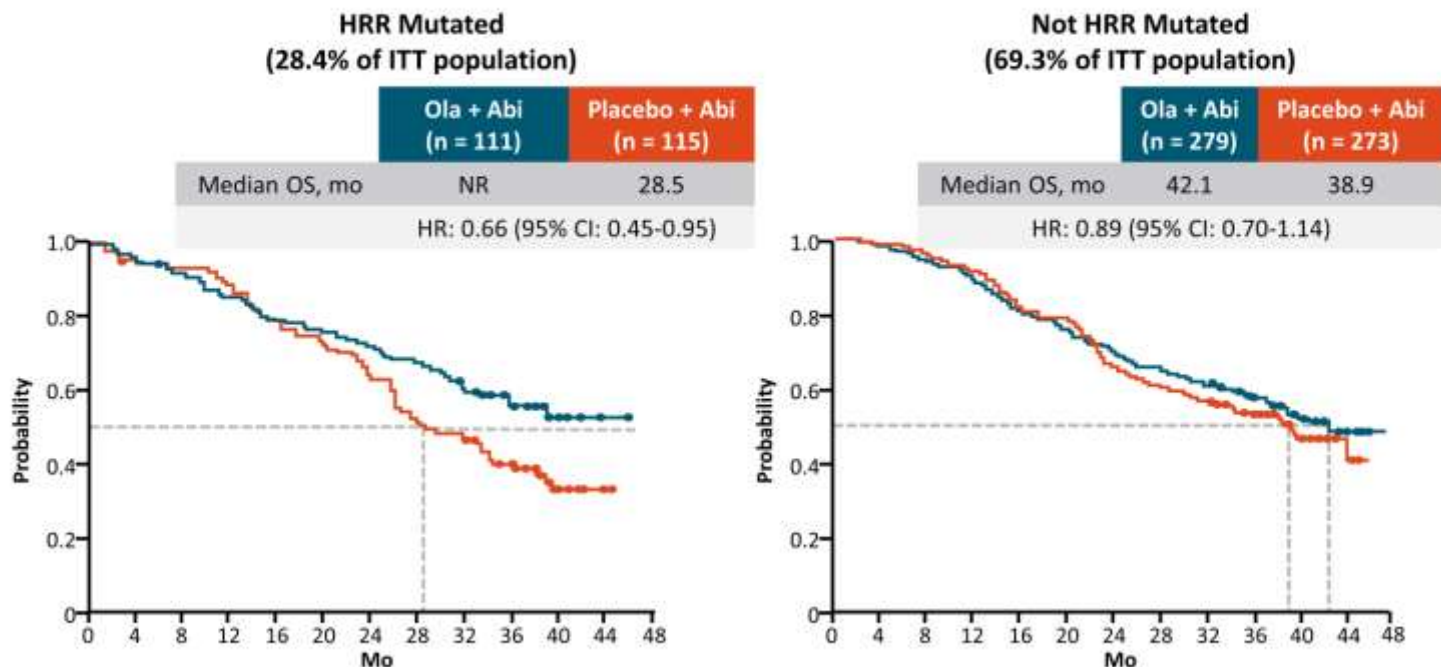 HRR Mutated
(28.4% of ITT population)
Ola + Abi Placebo + Abi
(n = 111) (n = 115)
Median OS, mo NR 28.5
HR: 0.66 (95% CI: 0.45-0.95)
1.0
0.8
0.6
0.4
0.2
0
Probability
0 4 8 12 16 20 24 28 32 36 40 44 48
Mo
Not HRR Mutated
(69.3% of ITT population)
Ola + Abi Placebo + Abi
(n = 279) (n = 273)
Median OS, mo 42.1 38.9
HR: 0.89 (95% CI: 0.70-1.14)
1.0
0.8
0.6
0.4
0.2
0
Probability
0 4 8 12 16 20 24 28 32 36 40 44 48
Mo